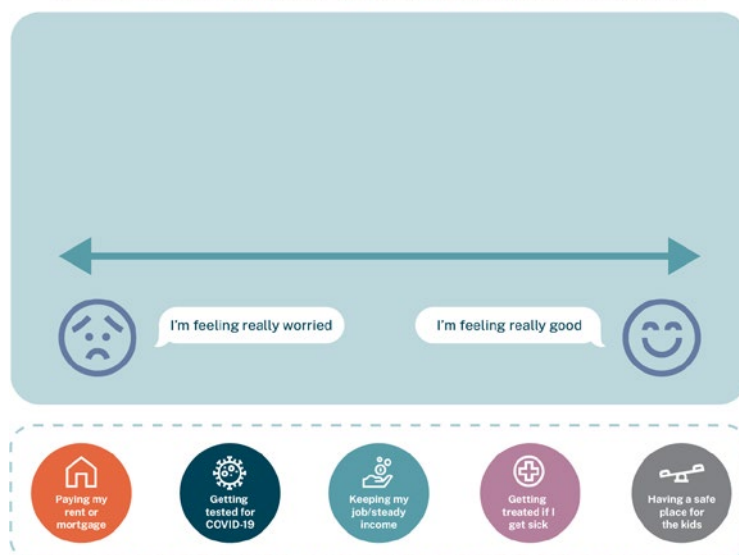 I'm feeling really worried
I'm feeling really good
Paying my
rent or
mortgage
Getting
tested for
COVID-19
Keeping my
job/steady
income
Getting
treated if I
get sick
Having a safe
place for
the kids